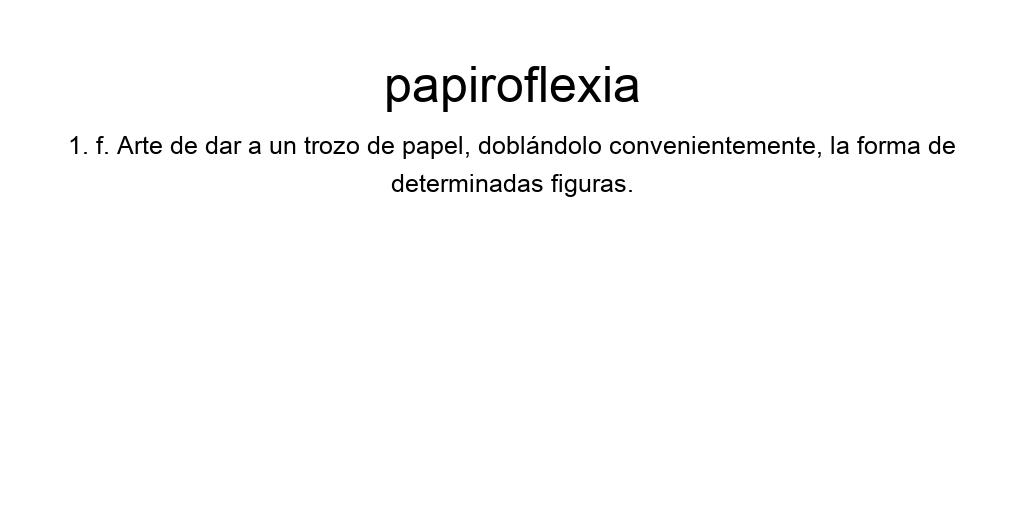 papiroflexia
1. f. Arte de dar a un trozo de papel, doblándolo convenientemente, la forma de
determinadas figuras.